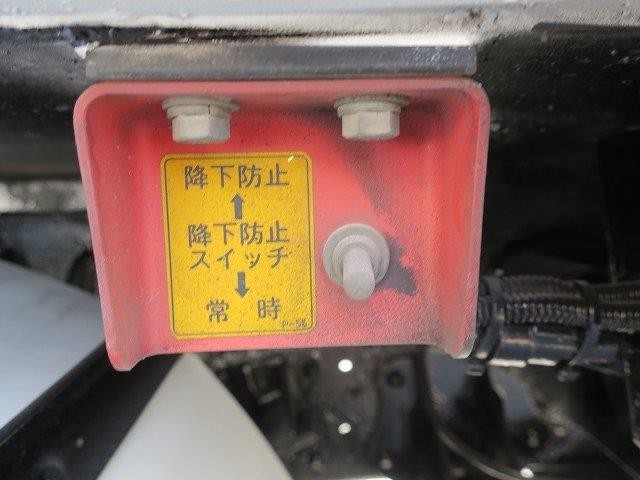 降下防止
↑
降下防止
スイッチ
↓
常時
P-56